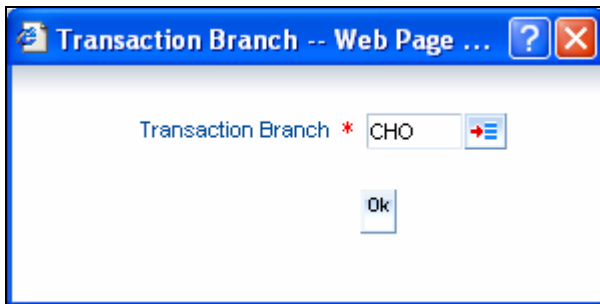 Transaction Branch -- Web Page ...
Transaction Branch * CHO
Ok